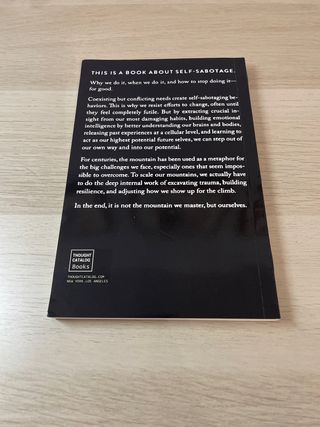 THIS IS A BOOK ABOUT SELF-SABOTAGE.
Why we do it, when we do it, and how to stop doing it—
for good.
Coexisting but conflicting needs create self-sabotaging be-
haviors. This is why we resist efforts to change, often until
they feel completely futile. But by extracting crucial in-
sight from our most damaging habits, building emotional
intelligence by better understanding our brains and bodies,
releasing past experiences at a cellular level, and learning to
act as our highest potential future selves, we can step out of
our own way and into our potential.
For centuries, the mountain has been used as a metaphor for
the big challenges we face, especially ones that seem impos-
sible to overcome. To scale our mountains, we actually have
to do the deep internal work of excavating trauma, building
resilience, and adjusting how we show up for the climb.
In the end, it is not the mountain we master, but ourselves.
THOUGHT
CATALOG
Books
THOUGHTCATALOG.COM
NEW YORK.LOS ANGELES